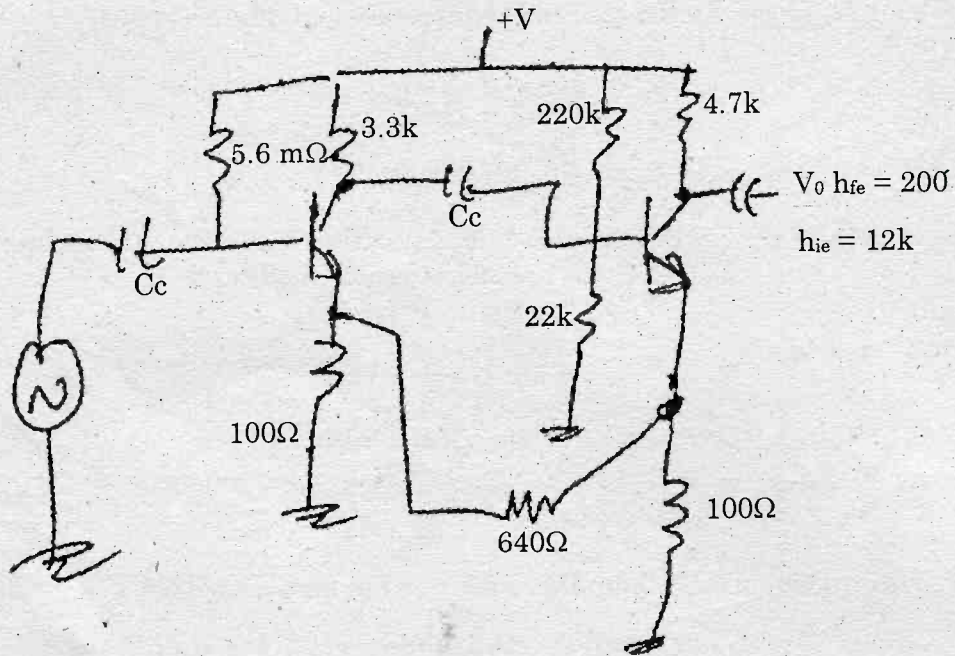 +V
3.3k
220k
4.7k
5.6 mΩ
Cc
V0 hfe = 200
hie = 12k
Cc
22k
100Ω
640Ω
100Ω